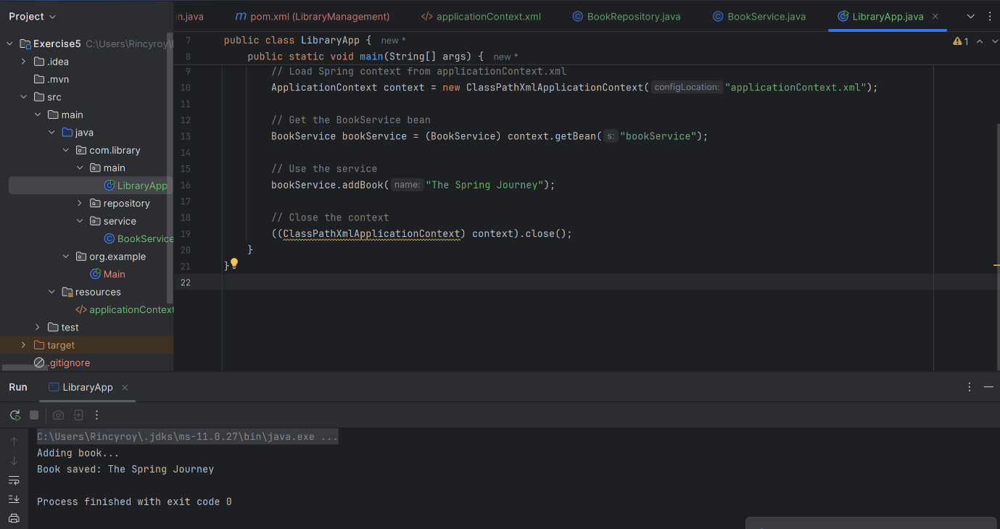 Project
n.java
m pom.xml (LibraryManagement)
</> applicationContext.xml
BookRepository.java
BookService.java
LibraryApp.java
Exercise5 C:\Users\Rincyroy\
.idea
.mvn
src
main
java
com.library
main
LibraryApp
repository
service
BookService
org.example
Main
resources
</> applicationContext
test
target
.gitignore
1
7 public class LibraryApp { new *
8 public static void main(String[] args) { new *
9 // Load Spring context from applicationContext.xml
10 ApplicationContext context = new ClassPathXmlApplicationContext( configLocation: "applicationContext.xml");
11
12 // Get the BookService bean
13 BookService bookService = (BookService) context.getBean( s: "bookService");
14
15 // Use the service
16 bookService.addBook( name: "The Spring Journey");
17
18 // Close the context
19 ((ClassPathXmlApplicationContext) context).close();
20 }
21 }
22
Run
LibraryApp
C:\Users\Rincyroy\.jdks\ms-11.0.27\bin\java.exe ...
Adding book...
Book saved: The Spring Journey
Process finished with exit code 0